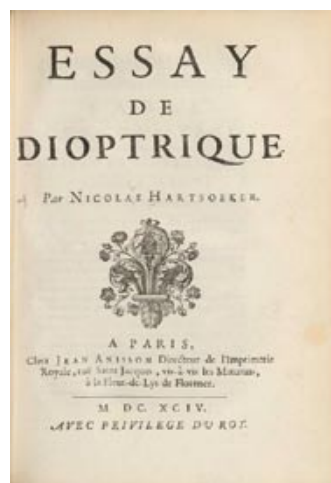 ESSAY
DE
DIOPTRIQUE.
Par NICOLAS HARTSOEKER.
A PARIS,
Chez JEAN ANISSON Directeur de l'Imprimerie
Royale, ruë Saint Jacques, vis-à-vis les Maturins,
à la Fleur-de-Lys de Florence.
M DC. XCIV.
AVEC PRIVILEGE DU ROY.